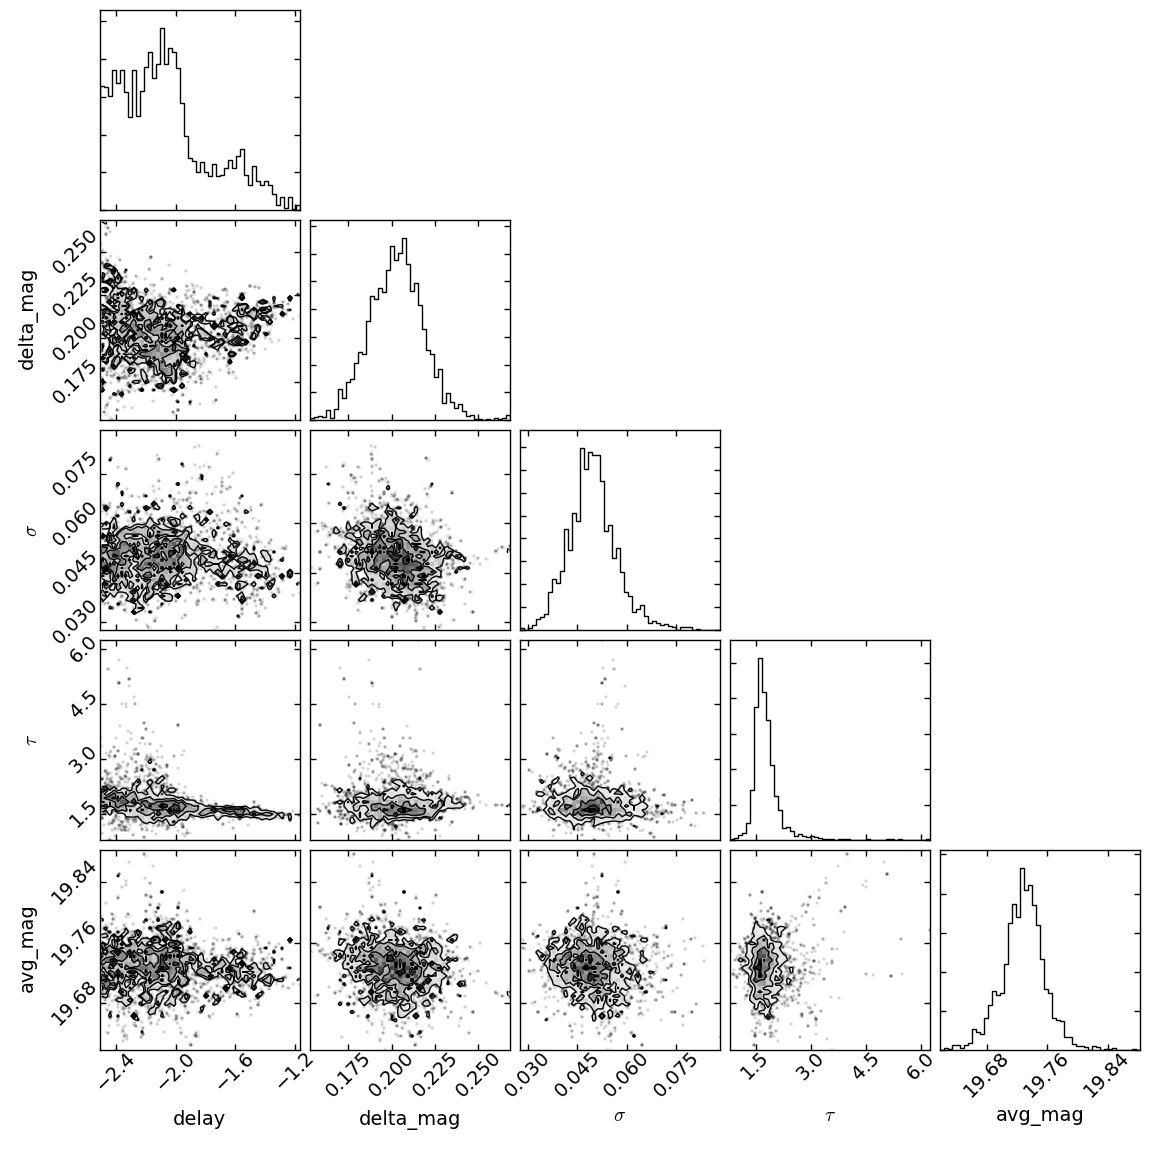 0.250
0.225
0.200
0.175
delta_mag
0.075
0.060
0.045
0.030
σ
6.0
4.5
3.0
1.5
τ
19.84
19.76
19.68
avg_mag
−2.4 −2.0 −1.6 −1.2
0.175 0.200 0.225 0.250
0.030 0.045 0.060 0.075
1.5 3.0 4.5 6.0
19.68 19.76 19.84
delay delta_mag σ τ avg_mag